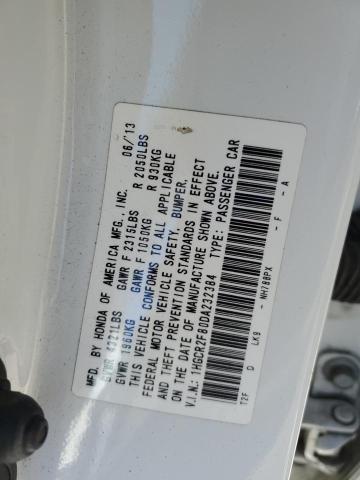 MFD. BY HONDA OF AMERICA MFG., INC. 06/13
GVWR 4321LBS GAWR F 2315LBS R 2050LBS
GVWR 1960KG GAWR F 1050KG R 930KG
THIS VEHICLE CONFORMS TO ALL APPLICABLE
FEDERAL MOTOR VEHICLE SAFETY, BUMPER,
AND THEFT PREVENTION STANDARDS IN EFFECT
ON THE DATE OF MANUFACTURE SHOWN ABOVE.
V.I.N.: 1HGCR2F80DA232384 TYPE: PASSENGER CAR
T2F D LK9 - NH788PX - F - A